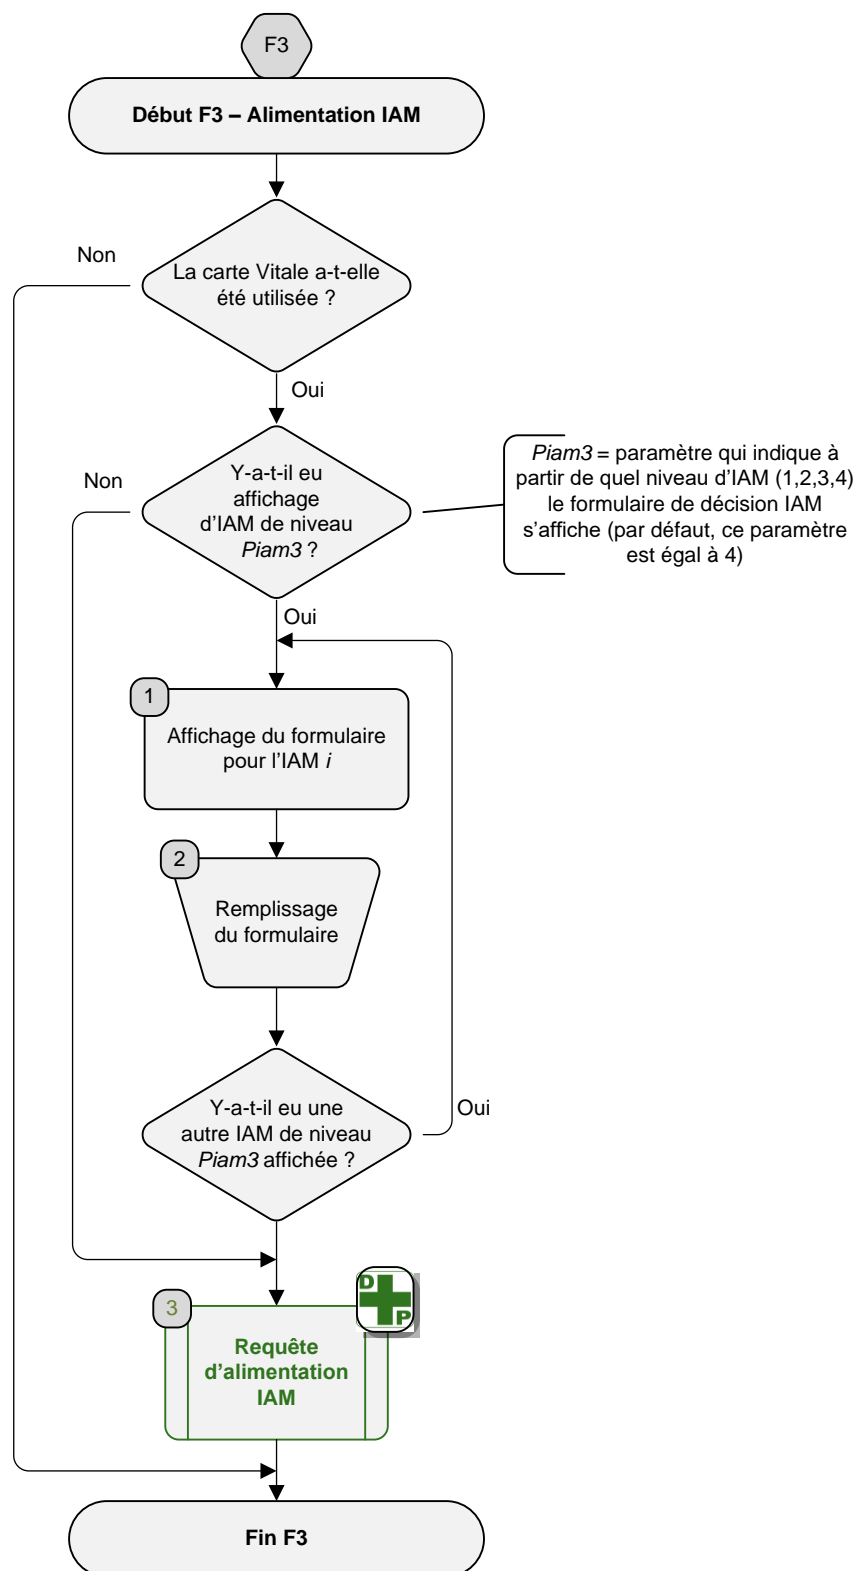 F3
Début F3 – Alimentation IAM
Non
La carte Vitale a-t-elle
été utilisée ?
Oui
Non
Y-a-t-il eu
affichage
d'IAM de niveau
Piam3 ?
Piam3 = paramètre qui indique à
partir de quel niveau d'IAM (1,2,3,4)
le formulaire de décision IAM
s'affiche (par défaut, ce paramètre
est égal à 4)
Oui
1
Affichage du formulaire
pour l'IAM i
2
Remplissage
du formulaire
Y-a-t-il eu une
autre IAM de niveau
Piam3 affichée ?
Oui
D
P
3
Requête
d'alimentation
IAM
Fin F3